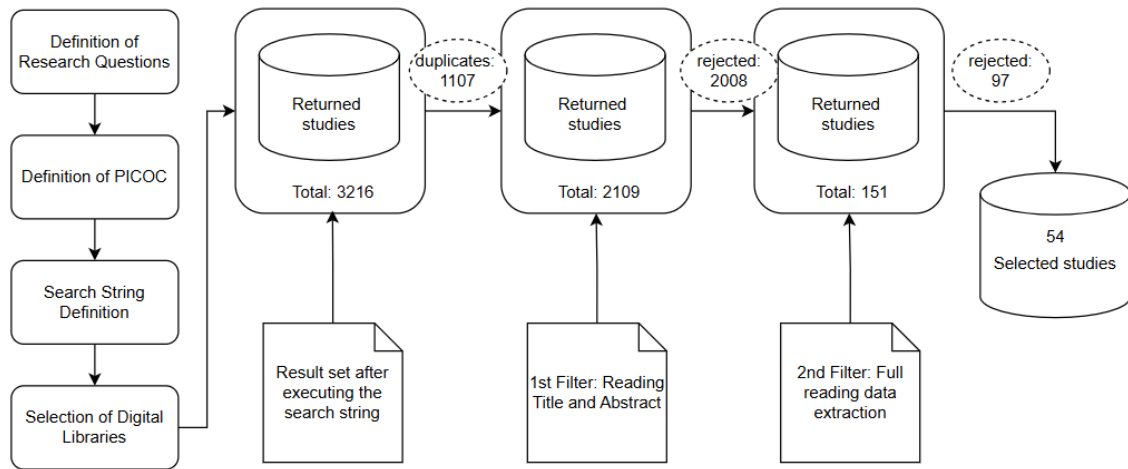 Definition of
Research Questions
Definition of PICOC
Search String
Definition
Selection of Digital
Libraries
Returned
studies
Total: 3216
duplicates:
1107
Returned
studies
Total: 2109
rejected:
2008
Returned
studies
Total: 151
rejected:
97
54
Selected studies
Result set after
executing the
search string
1st Filter: Reading
Title and Abstract
2nd Filter: Full
reading data
extraction